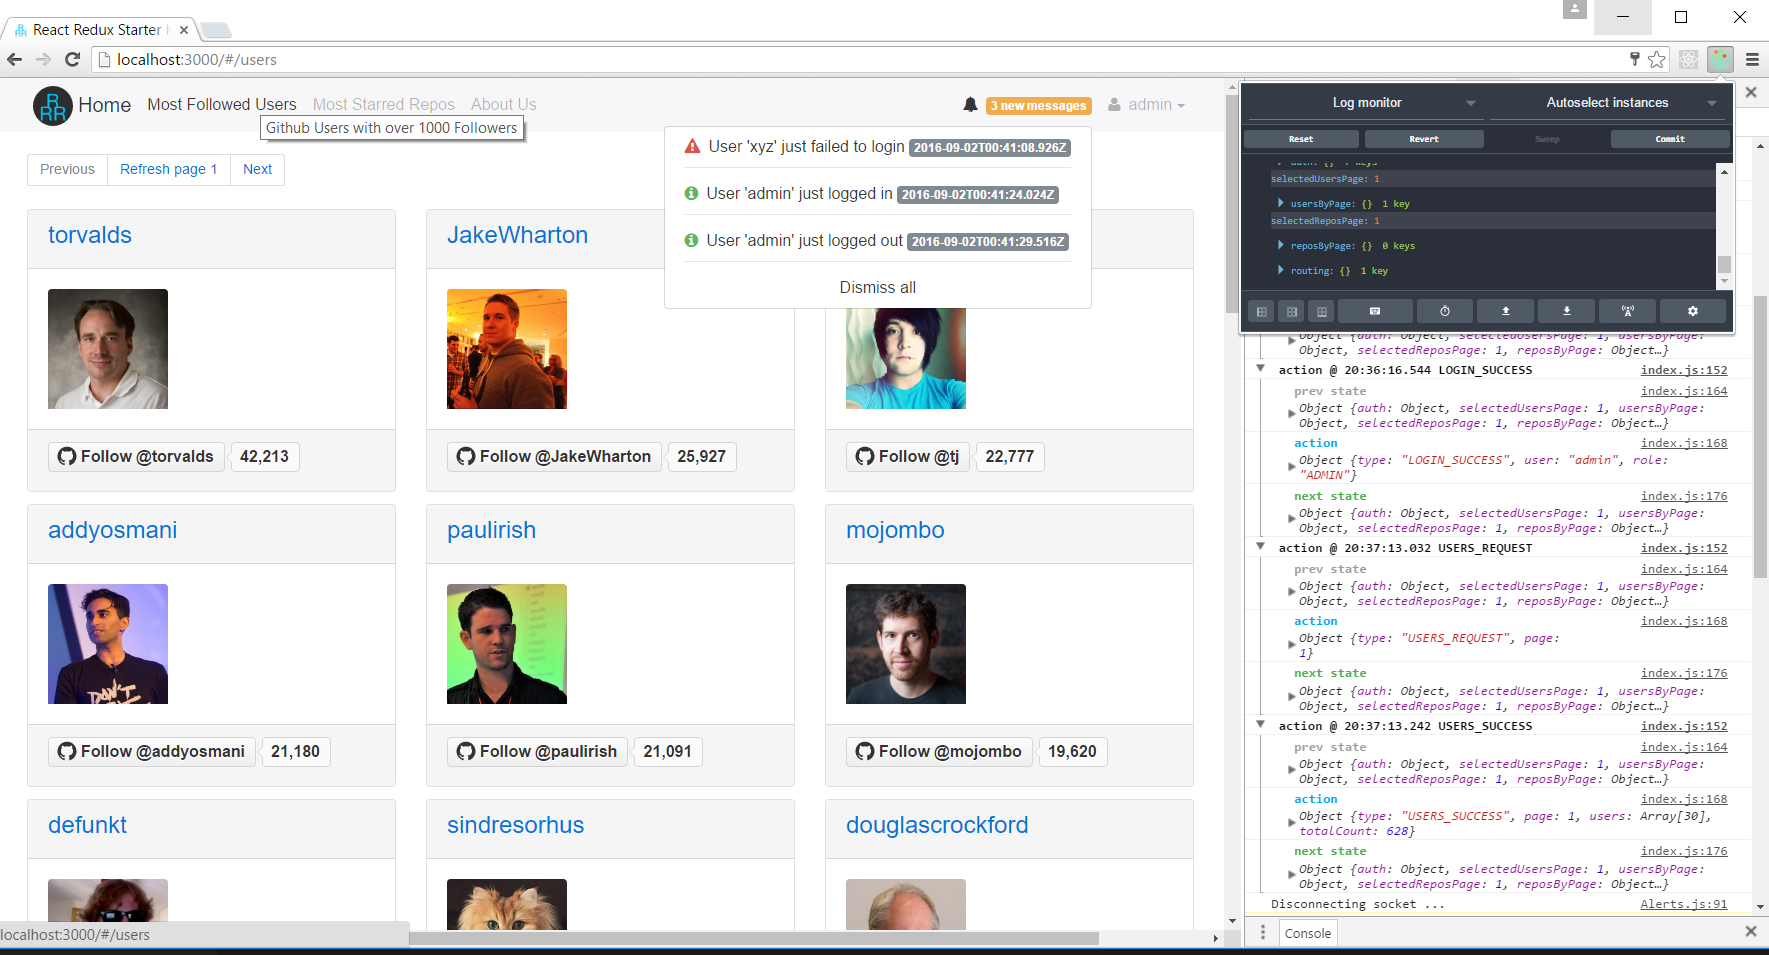 React Redux Starter
localhost:3000/#/users
R
RR
Home
Most Followed Users
Most Starred Repos
About Us
3 new messages
admin
Github Users with over 1000 Followers
Previous
Refresh page 1
Next
User 'xyz' just failed to login 2016-09-02T00:41:08.926Z
User 'admin' just logged in 2016-09-02T00:41:24.024Z
User 'admin' just logged out 2016-09-02T00:41:29.516Z
Dismiss all
torvalds
JakeWharton
Follow @torvalds 42,213
Follow @JakeWharton 25,927
Follow @tj 22,777
addyosmani
paulirish
mojombo
DON'T
Follow @addyosmani 21,180
Follow @paulirish 21,091
Follow @mojombo 19,620
defunkt
sindresorhus
douglascrockford
localhost:3000/#/users
Log monitor
Autoselect instances
Reset
Revert
Sweep
Commit
auth: {} 7 keys
selectedUsersPage: 1
usersByPage: {} 1 key
selectedReposPage: 1
reposByPage: {} 0 keys
routing: {} 1 key
Object {auth: Object, selectedUsersPage: 1, usersByPage:
Object, selectedReposPage: 1, reposByPage: Object…}
action @ 20:36:16.544 LOGIN_SUCCESS index.js:152
prev state index.js:164
Object {auth: Object, selectedUsersPage: 1, usersByPage:
Object, selectedReposPage: 1, reposByPage: Object…}
action index.js:168
Object {type: "LOGIN_SUCCESS", user: "admin", role:
"ADMIN"}
next state index.js:176
Object {auth: Object, selectedUsersPage: 1, usersByPage:
Object, selectedReposPage: 1, reposByPage: Object…}
action @ 20:37:13.032 USERS_REQUEST index.js:152
prev state index.js:164
Object {auth: Object, selectedUsersPage: 1, usersByPage:
Object, selectedReposPage: 1, reposByPage: Object…}
action index.js:168
Object {type: "USERS_REQUEST", page:
1}
next state index.js:176
Object {auth: Object, selectedUsersPage: 1, usersByPage:
Object, selectedReposPage: 1, reposByPage: Object…}
action @ 20:37:13.242 USERS_SUCCESS index.js:152
prev state index.js:164
Object {auth: Object, selectedUsersPage: 1, usersByPage:
Object, selectedReposPage: 1, reposByPage: Object…}
action index.js:168
Object {type: "USERS_SUCCESS", page: 1, users: Array[30],
totalCount: 628}
next state index.js:176
Object {auth: Object, selectedUsersPage: 1, usersByPage:
Object, selectedReposPage: 1, reposByPage: Object…}
Disconnecting socket ... Alerts.js:91
Console